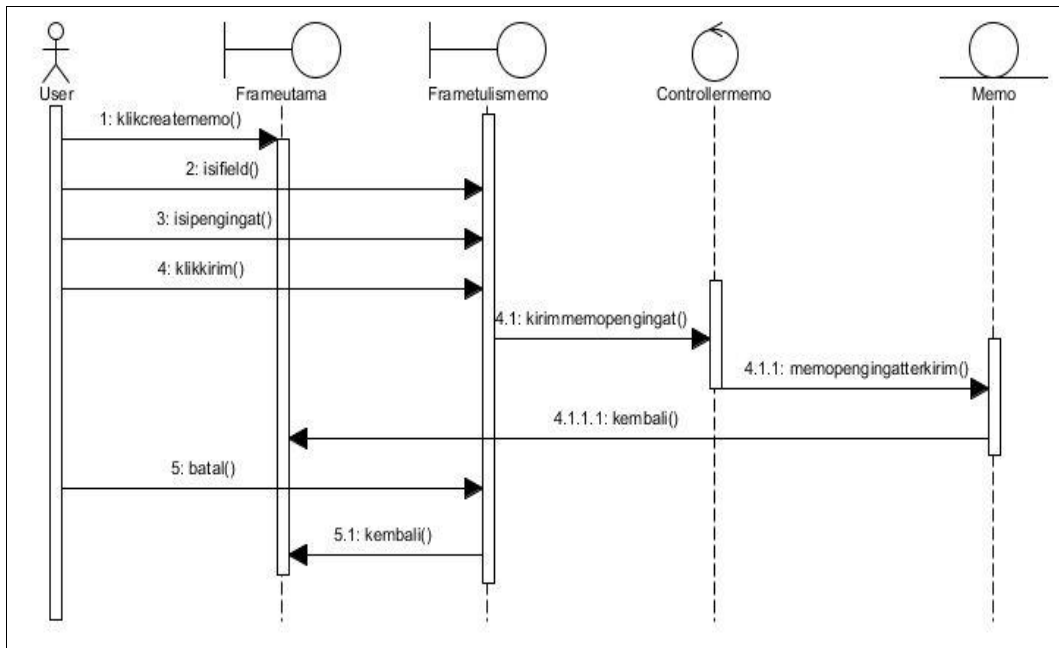 User
Frameutama
Frametulismemo
Controllermemo
Memo
1: klikcreatememo()
2: isifield()
3: isipengingat()
4: klikkirim()
4.1: kirimmemopengingat()
4.1.1: memopengingatterkirim()
4.1.1.1: kembali()
5: batal()
5.1: kembali()